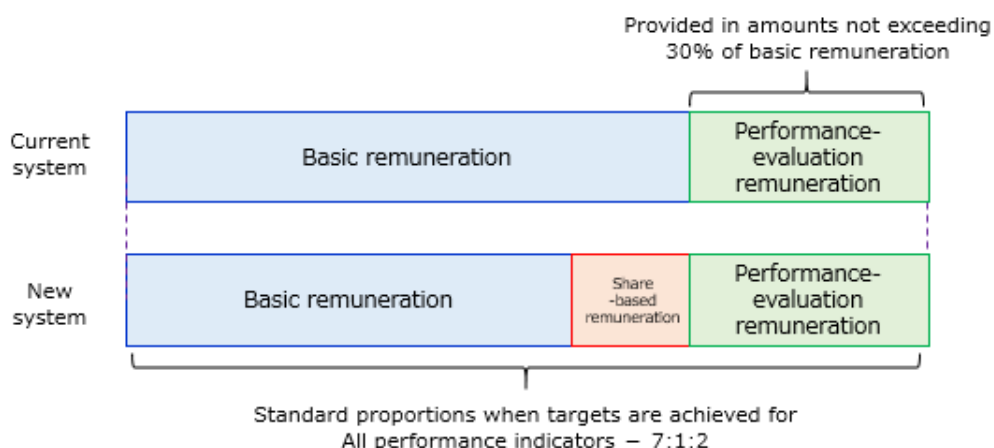 Provided in amounts not exceeding
30% of basic remuneration
Current
system
Basic remuneration
Performance-
evaluation
remuneration
New
system
Basic remuneration
Share
-based
remuneration
Performance-
evaluation
remuneration
Standard proportions when targets are achieved for
All performance indicators − 7:1:2